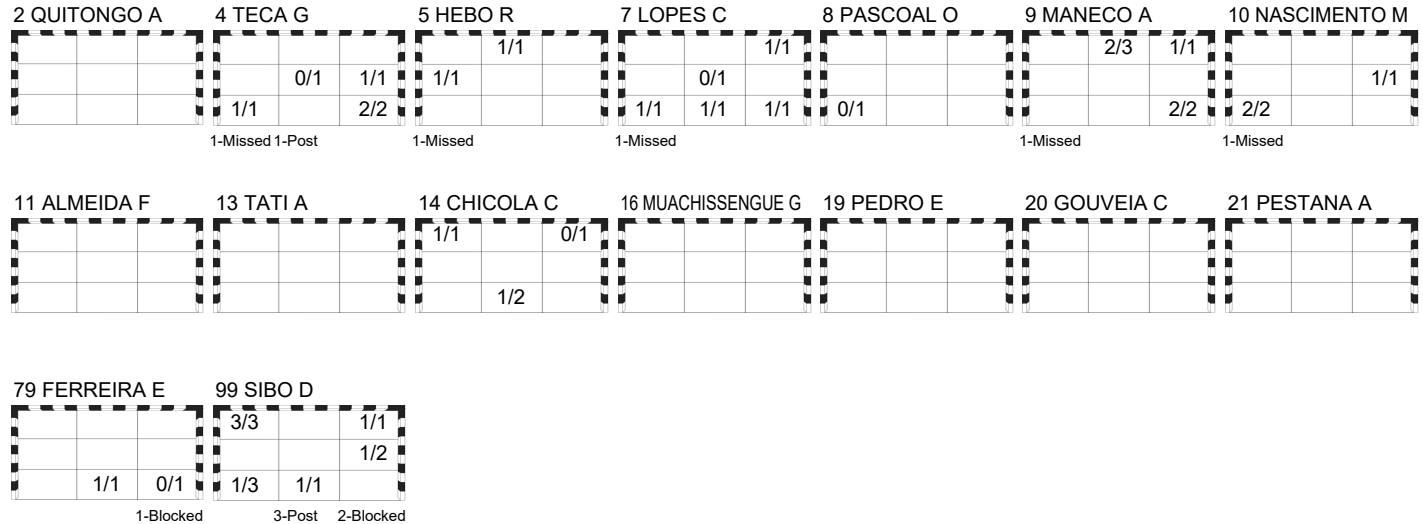 2 QUITONGO A 4 TECA G 5 HEBO R 7 LOPES C 8 PASCOAL O 9 MANECO A 10 NASCIMENTO M
1/1 1/1 2/3 1/1
0/1 1/1 1/1 0/1 1/1
1/1 2/2 1/1 1/1 1/1 0/1 2/2 2/2
1-Missed 1-Post 1-Missed 1-Missed 1-Missed 1-Missed
11 ALMEIDA F 13 TATI A 14 CHICOLA C 16 MUACHISSENGUE G 19 PEDRO E 20 GOUVEIA C 21 PESTANA A
1/1 0/1
1/2
79 FERREIRA E 99 SIBO D
3/3 1/1
1/2
1/1 0/1 1/3 1/1
1-Blocked 3-Post 2-Blocked